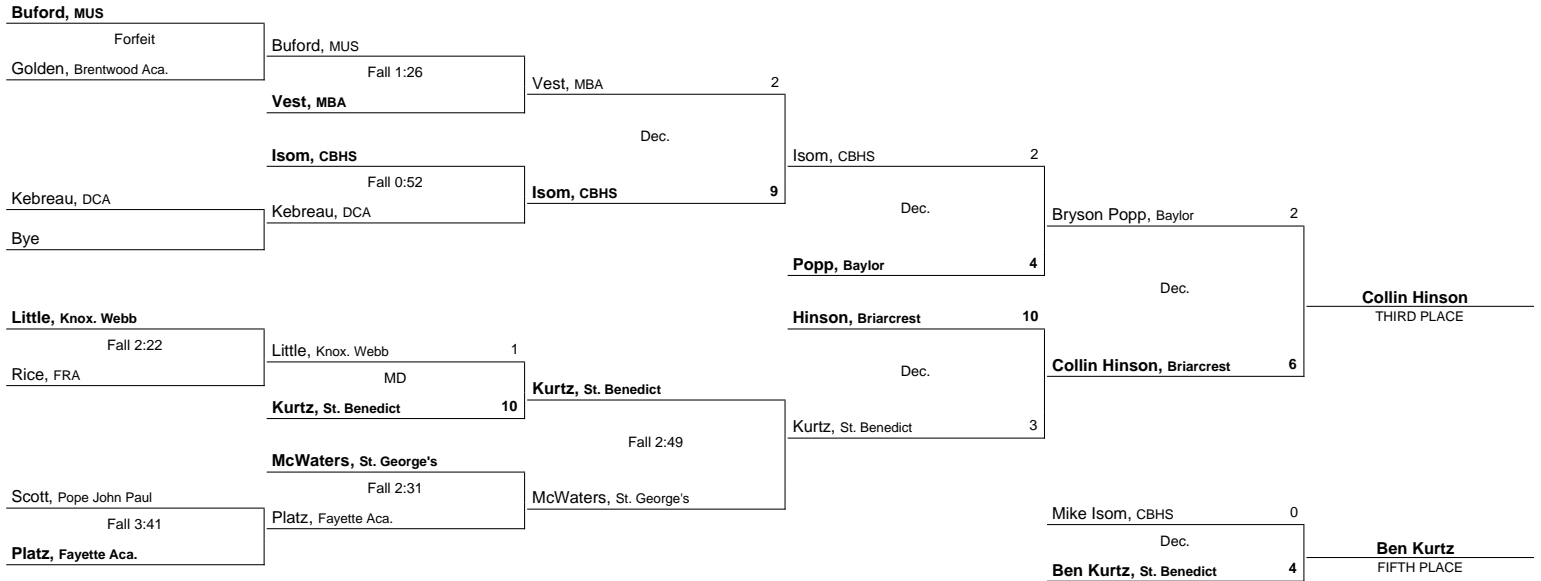 Buford, MUS
Forfeit
Golden, Brentwood Aca.
Kebreau, DCA
Bye
Little, Knox. Webb
Fall 2:22
Rice, FRA
Scott, Pope John Paul
Fall 3:41
Platz, Fayette Aca.
Buford, MUS
Fall 1:26
Vest, MBA
Isom, CBHS
Fall 0:52
Kebreau, DCA
Little, Knox. Webb 1
MD
Kurtz, St. Benedict 10
McWaters, St. George's
Fall 2:31
Platz, Fayette Aca.
Vest, MBA 2
Dec.
Isom, CBHS 9
Kurtz, St. Benedict
Fall 2:49
McWaters, St. George's
Isom, CBHS 2
Dec.
Popp, Baylor 4
Hinson, Briarcrest 10
Dec.
Kurtz, St. Benedict 3
Bryson Popp, Baylor 2
Dec.
Collin Hinson, Briarcrest 6
Collin Hinson
THIRD PLACE
Mike Isom, CBHS 0
Dec.
Ben Kurtz, St. Benedict 4
Ben Kurtz
FIFTH PLACE